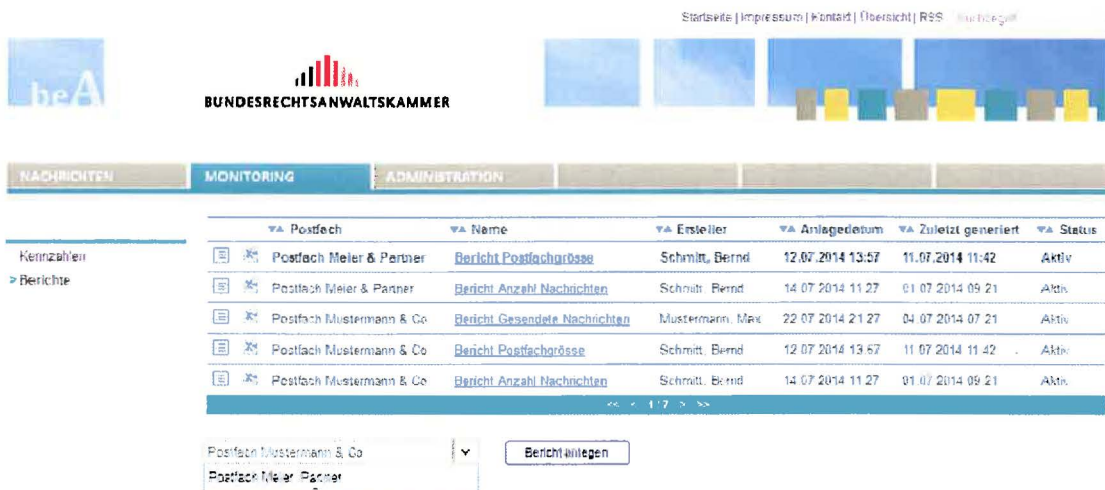 Startseite | Impressum | Kontakt | Übersicht | RSS Suchbegriff
beA
BUNDESRECHTSANWALTSKAMMER
NACHRICHTEN MONITORING ADMINISTRATION
Postfach Name Ersteller Anlagedatum Zuletzt generiert Status
Kennzahlen
> Berichte
Postfach Meier & Partner Bericht Postfachgrösse Schmitt, Bernd 12.07.2014 13:57 11.07.2014 11:42 Aktiv
Postfach Meier & Partner Bericht Anzahl Nachrichten Schmitt, Bernd 14.07.2014 11:27 01.07.2014 09:21 Aktiv
Postfach Mustermann & Co Bericht Gesendete Nachrichten Mustermann, Max 22.07.2014 21:27 04.07.2014 07:21 Aktiv
Postfach Mustermann & Co Bericht Postfachgrösse Schmitt, Bernd 12.07.2014 13:57 11.07.2014 11:42 Aktiv
Postfach Mustermann & Co Bericht Anzahl Nachrichten Schmitt, Bernd 14.07.2014 11:27 01.07.2014 09:21 Aktiv
<< < 1/7 > >>
Postfach Mustermann & Co Bericht anlegen
Postfach Meier Partner